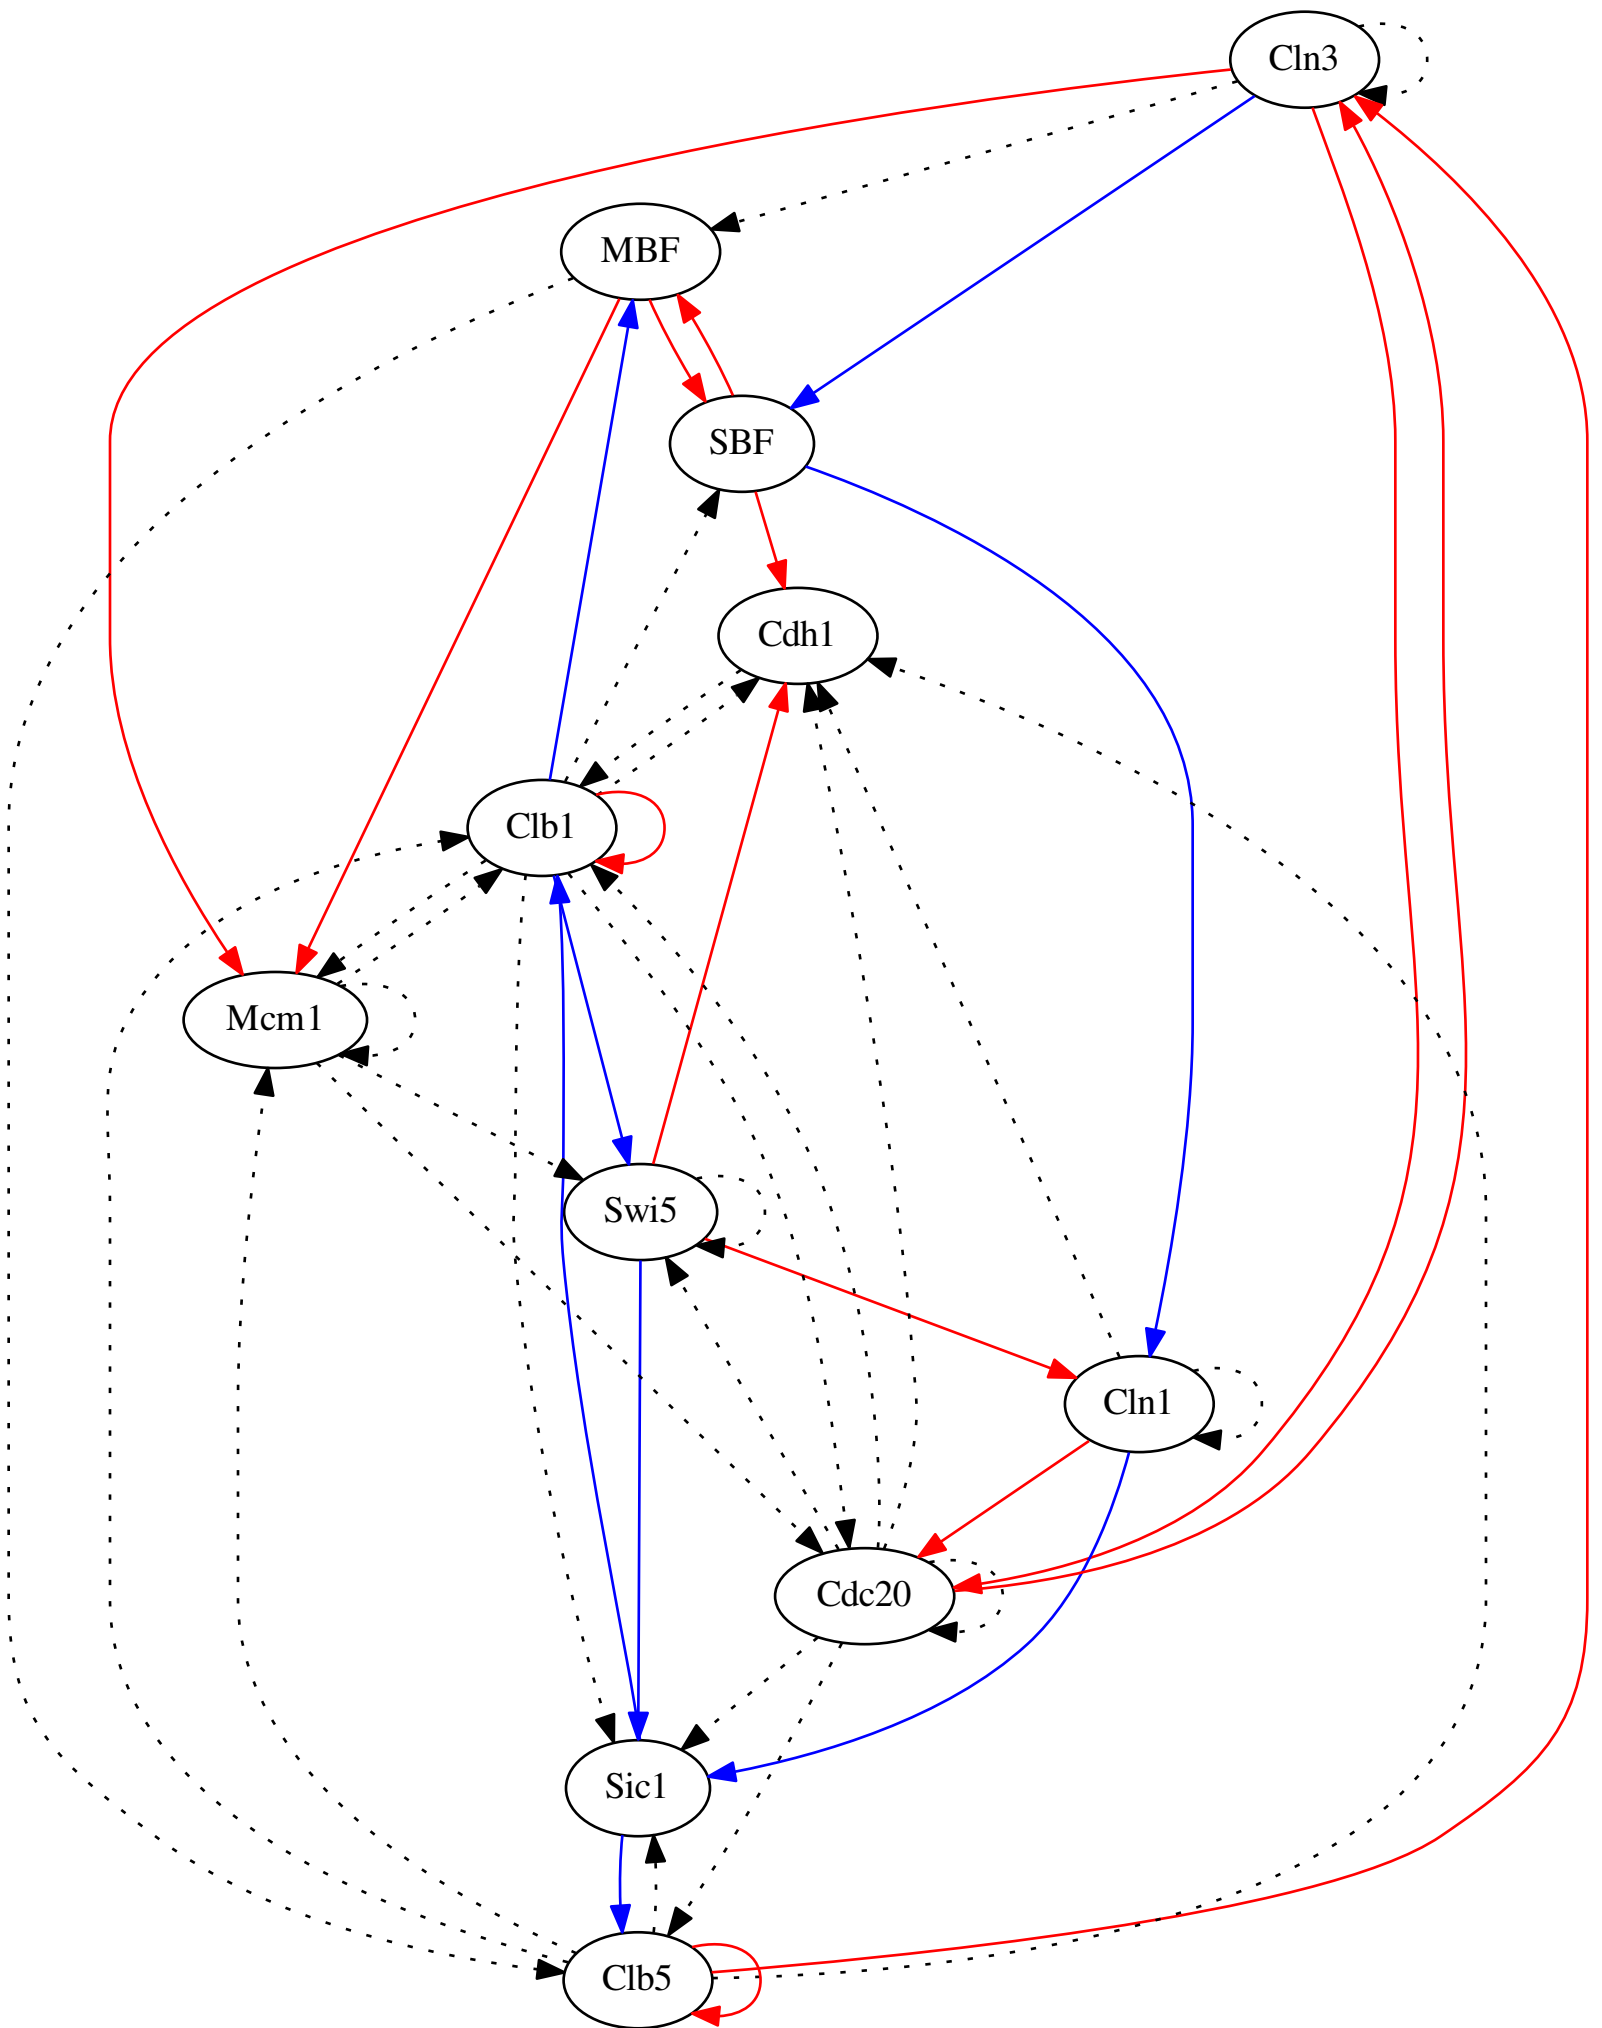 Cln3
MBF
SBF
Cdh1
Clb1
Mcm1
Swi5
Cln1
Cdc20
Sic1
Clb5